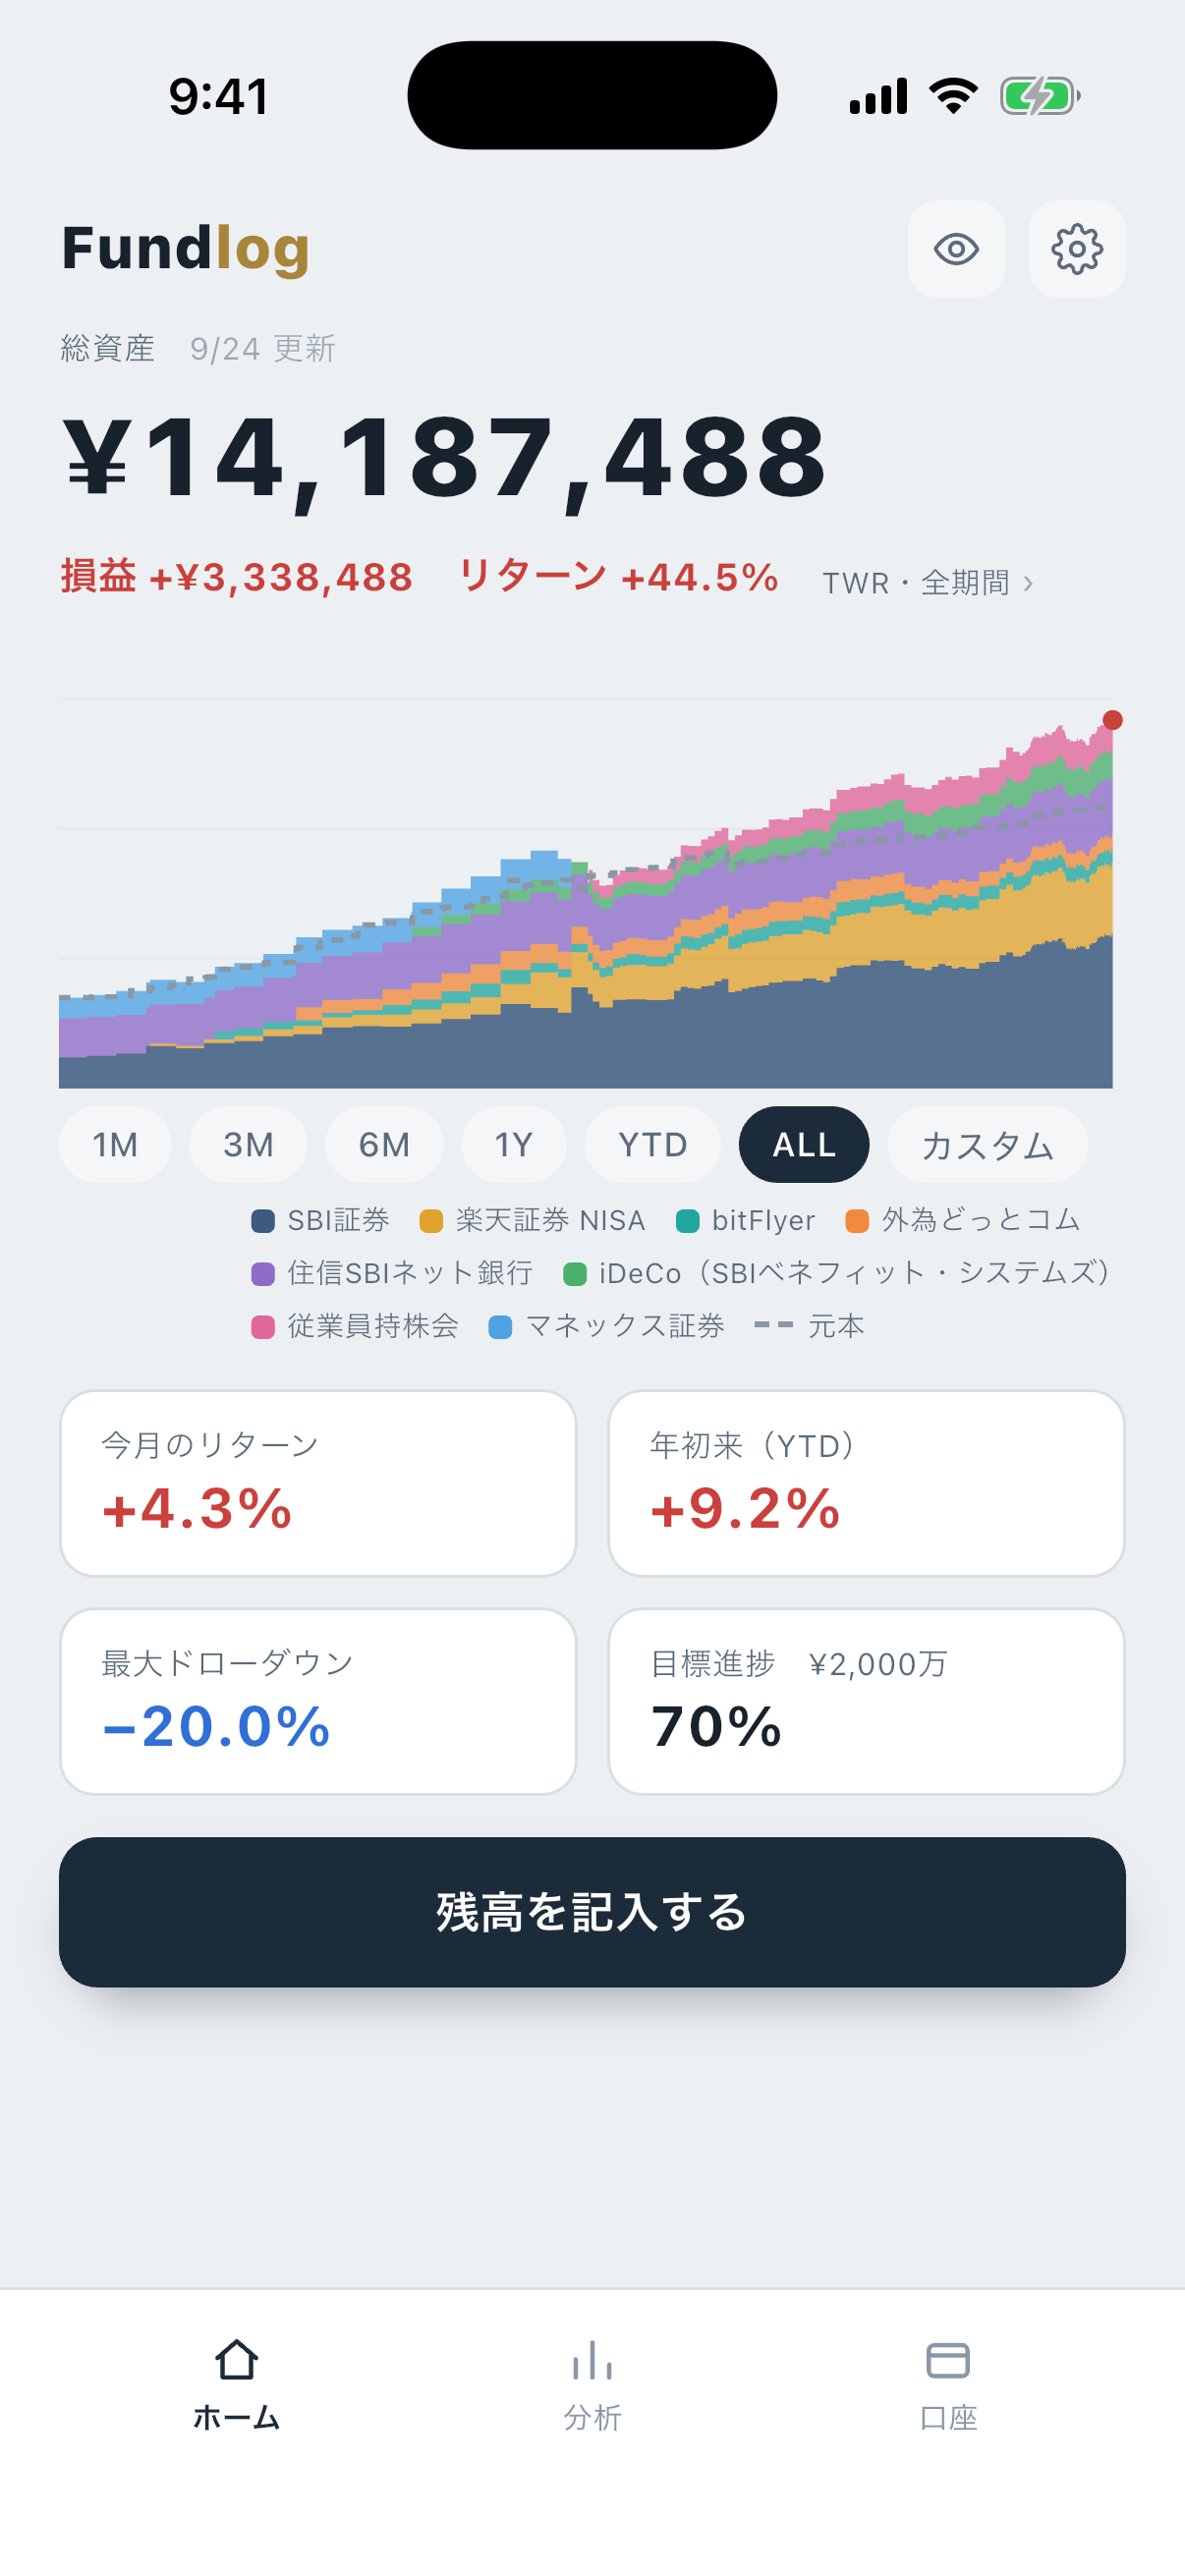 9:41
Fundlog
総資産 9/24 更新
¥14,187,488
損益 +¥3,338,488 リターン +44.5% TWR・全期間 ›
1M 3M 6M 1Y YTD ALL カスタム
SBI証券 楽天証券 NISA bitFlyer 外為どっとコム
住信SBIネット銀行 iDeCo（SBIベネフィット・システムズ）
従業員持株会 マネックス証券 元本
今月のリターン 年初来（YTD）
+4.3% +9.2%
最大ドローダウン 目標進捗 ¥2,000万
−20.0% 70%
残高を記入する
ホーム 分析 口座